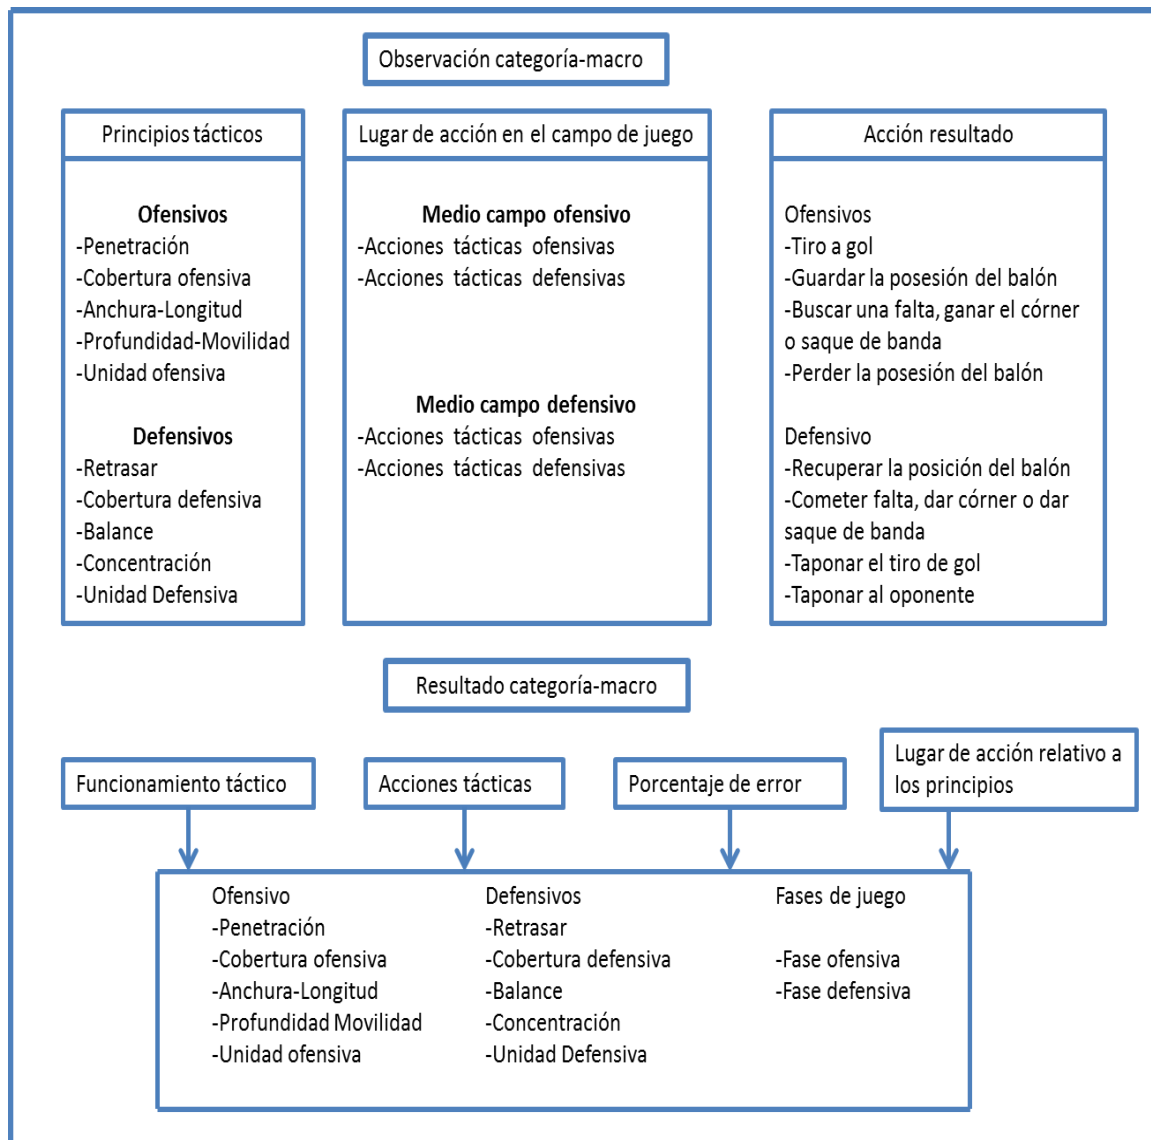 Observación categoría-macro
Principios tácticos
Ofensivos
-Penetración
-Cobertura ofensiva
-Anchura-Longitud
-Profundidad-Movilidad
-Unidad ofensiva
Defensivos
-Retrasar
-Cobertura defensiva
-Balance
-Concentración
-Unidad Defensiva
Lugar de acción en el campo de juego
Medio campo ofensivo
-Acciones tácticas ofensivas
-Acciones tácticas defensivas
Medio campo defensivo
-Acciones tácticas ofensivas
-Acciones tácticas defensivas
Acción resultado
Ofensivos
-Tiro a gol
-Guardar la posesión del balón
-Buscar una falta, ganar el córner
o saque de banda
-Perder la posesión del balón
Defensivo
-Recuperar la posición del balón
-Cometer falta, dar córner o dar
saque de banda
-Taponar el tiro de gol
-Taponar al oponente
Resultado categoría-macro
Funcionamiento táctico
Acciones tácticas
Porcentaje de error
Lugar de acción relativo a
los principios
Ofensivo
-Penetración
-Cobertura ofensiva
-Anchura-Longitud
-Profundidad Movilidad
-Unidad ofensiva
Defensivos
-Retrasar
-Cobertura defensiva
-Balance
-Concentración
-Unidad Defensiva
Fases de juego
-Fase ofensiva
-Fase defensiva